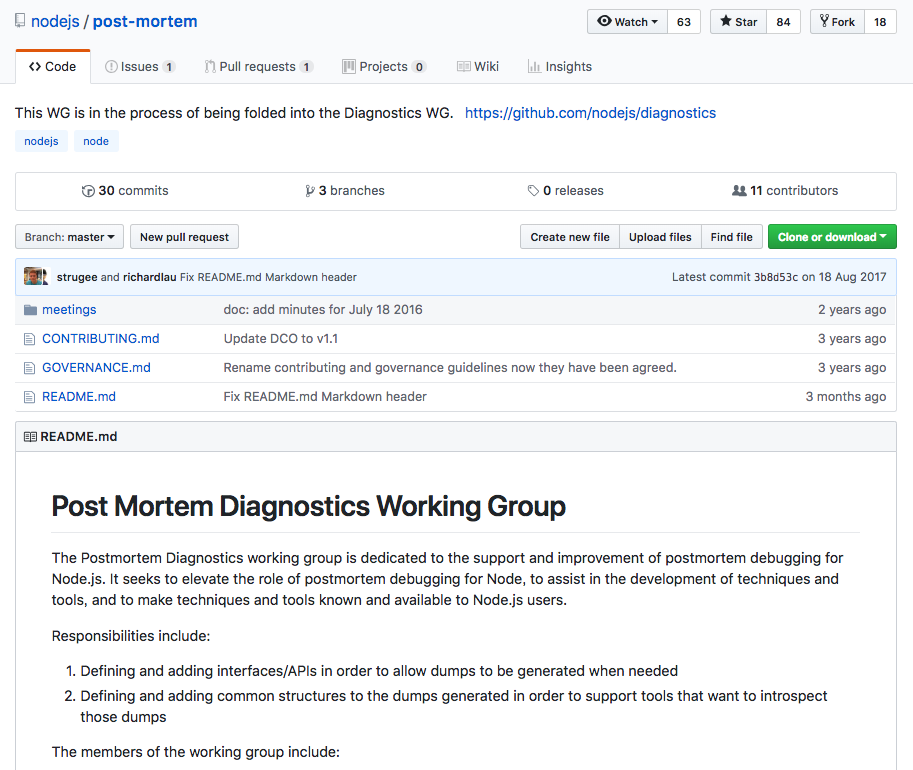 nodejs / post-mortem
Watch 63 Star 84 Fork 18
Code Issues 1 Pull requests 1 Projects 0 Wiki Insights
This WG is in the process of being folded into the Diagnostics WG. https://github.com/nodejs/diagnostics
nodejs node
30 commits 3 branches 0 releases 11 contributors
Branch: master New pull request Create new file Upload files Find file Clone or download
strugee and richardlau Fix README.md Markdown header Latest commit 3b8d53c on 18 Aug 2017
meetings doc: add minutes for July 18 2016 2 years ago
CONTRIBUTING.md Update DCO to v1.1 3 years ago
GOVERNANCE.md Rename contributing and governance guidelines now they have been agreed. 3 years ago
README.md Fix README.md Markdown header 3 months ago
README.md
Post Mortem Diagnostics Working Group
The Postmortem Diagnostics working group is dedicated to the support and improvement of postmortem debugging for
Node.js. It seeks to elevate the role of postmortem debugging for Node, to assist in the development of techniques and
tools, and to make techniques and tools known and available to Node.js users.
Responsibilities include:
1. Defining and adding interfaces/APIs in order to allow dumps to be generated when needed
2. Defining and adding common structures to the dumps generated in order to support tools that want to introspect
those dumps
The members of the working group include: